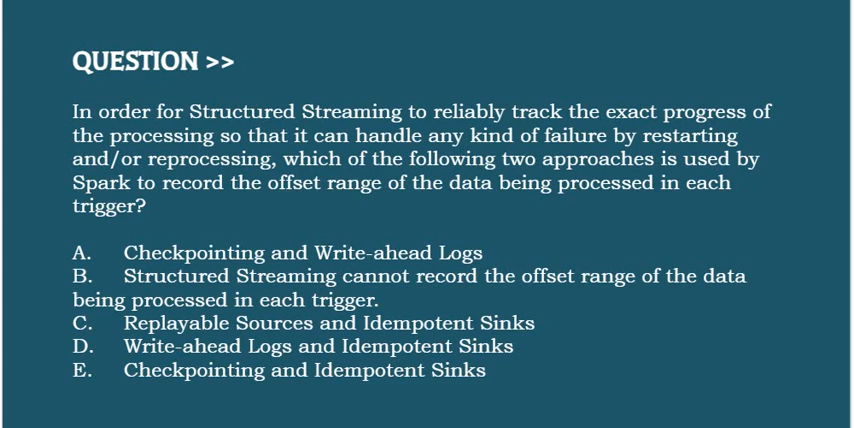 QUESTION >>
In order for Structured Streaming to reliably track the exact progress of
the processing so that it can handle any kind of failure by restarting
and/or reprocessing, which of the following two approaches is used by
Spark to record the offset range of the data being processed in each
trigger?
A. Checkpointing and Write-ahead Logs
B. Structured Streaming cannot record the offset range of the data
being processed in each trigger.
C. Replayable Sources and Idempotent Sinks
D. Write-ahead Logs and Idempotent Sinks
E. Checkpointing and Idempotent Sinks